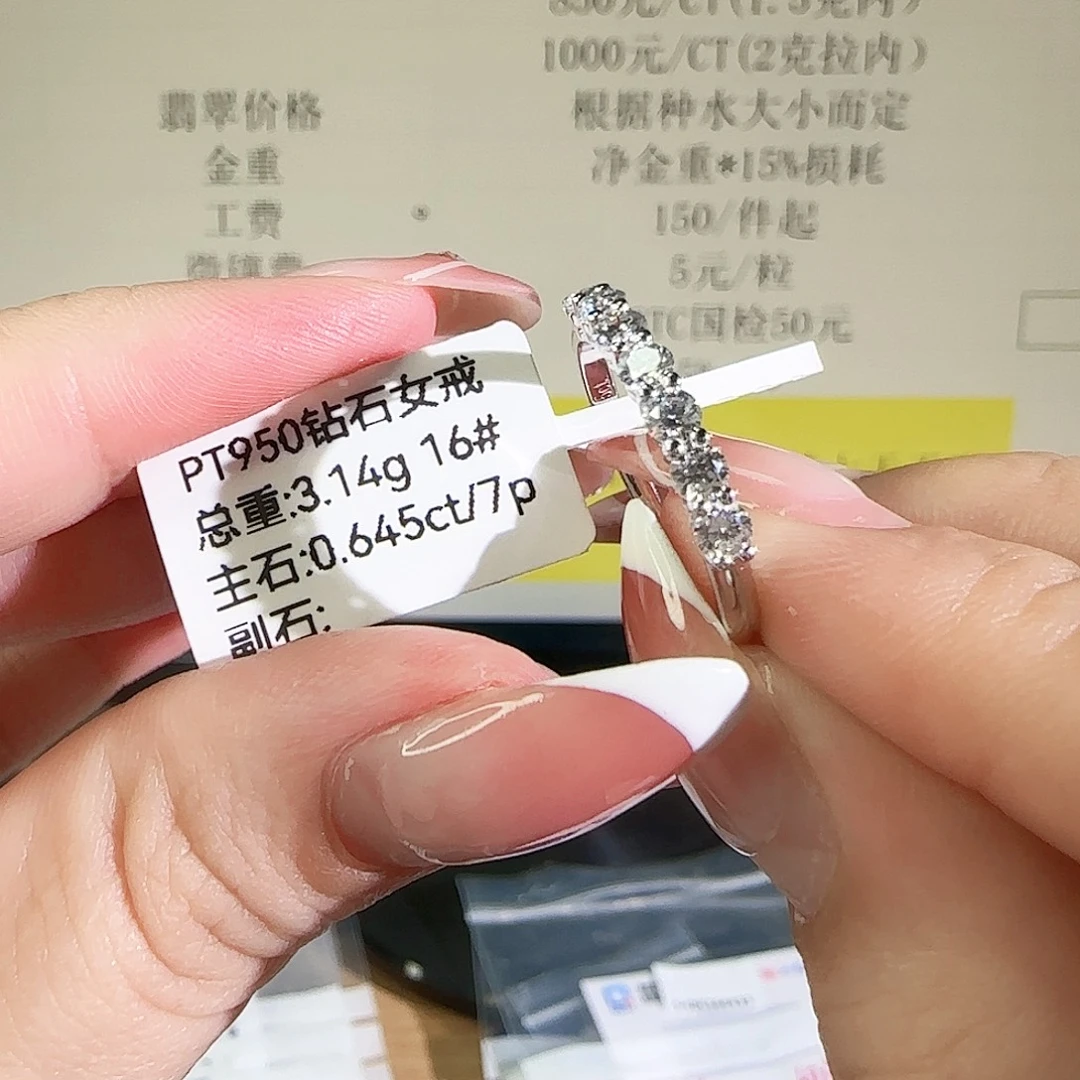 1000元/CT(2克拉内)
翡翠价格 根据种水大小而定
金重 净金重*15%损耗
工费 150/件起
5元/粒
TC国检50元
PT950钻石女戒
总重:3.14g 16#
主石:0.645ct/7p
副石: